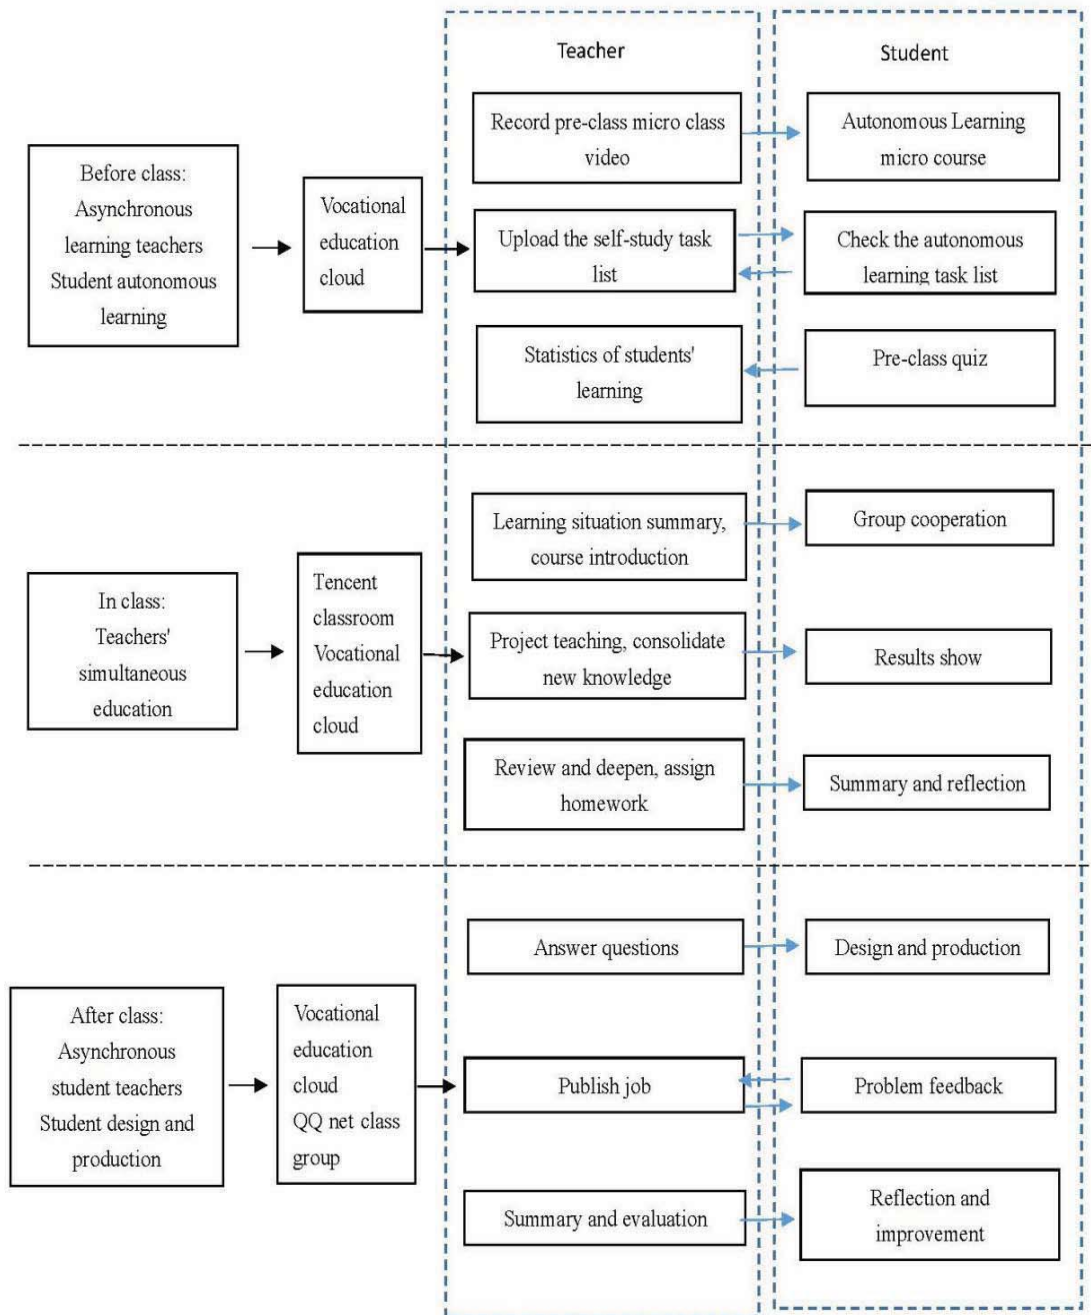 Teacher
Student
Before class:
Asynchronous
learning teachers
Student autonomous
learning
Vocational
education
cloud
Record pre-class micro class
video
Autonomous Learning
micro course
Upload the self-study task
list
Check the autonomous
learning task list
Statistics of students'
learning
Pre-class quiz
In class:
Teachers'
simultaneous
education
Tencent
classroom
Vocational
education
cloud
Learning situation summary,
course introduction
Group cooperation
Project teaching, consolidate
new knowledge
Results show
Review and deepen, assign
homework
Summary and reflection
After class:
Asynchronous
student teachers
Student design and
production
Vocational
education
cloud
QQ net class
group
Answer questions
Design and production
Publish job
Problem feedback
Summary and evaluation
Reflection and
improvement